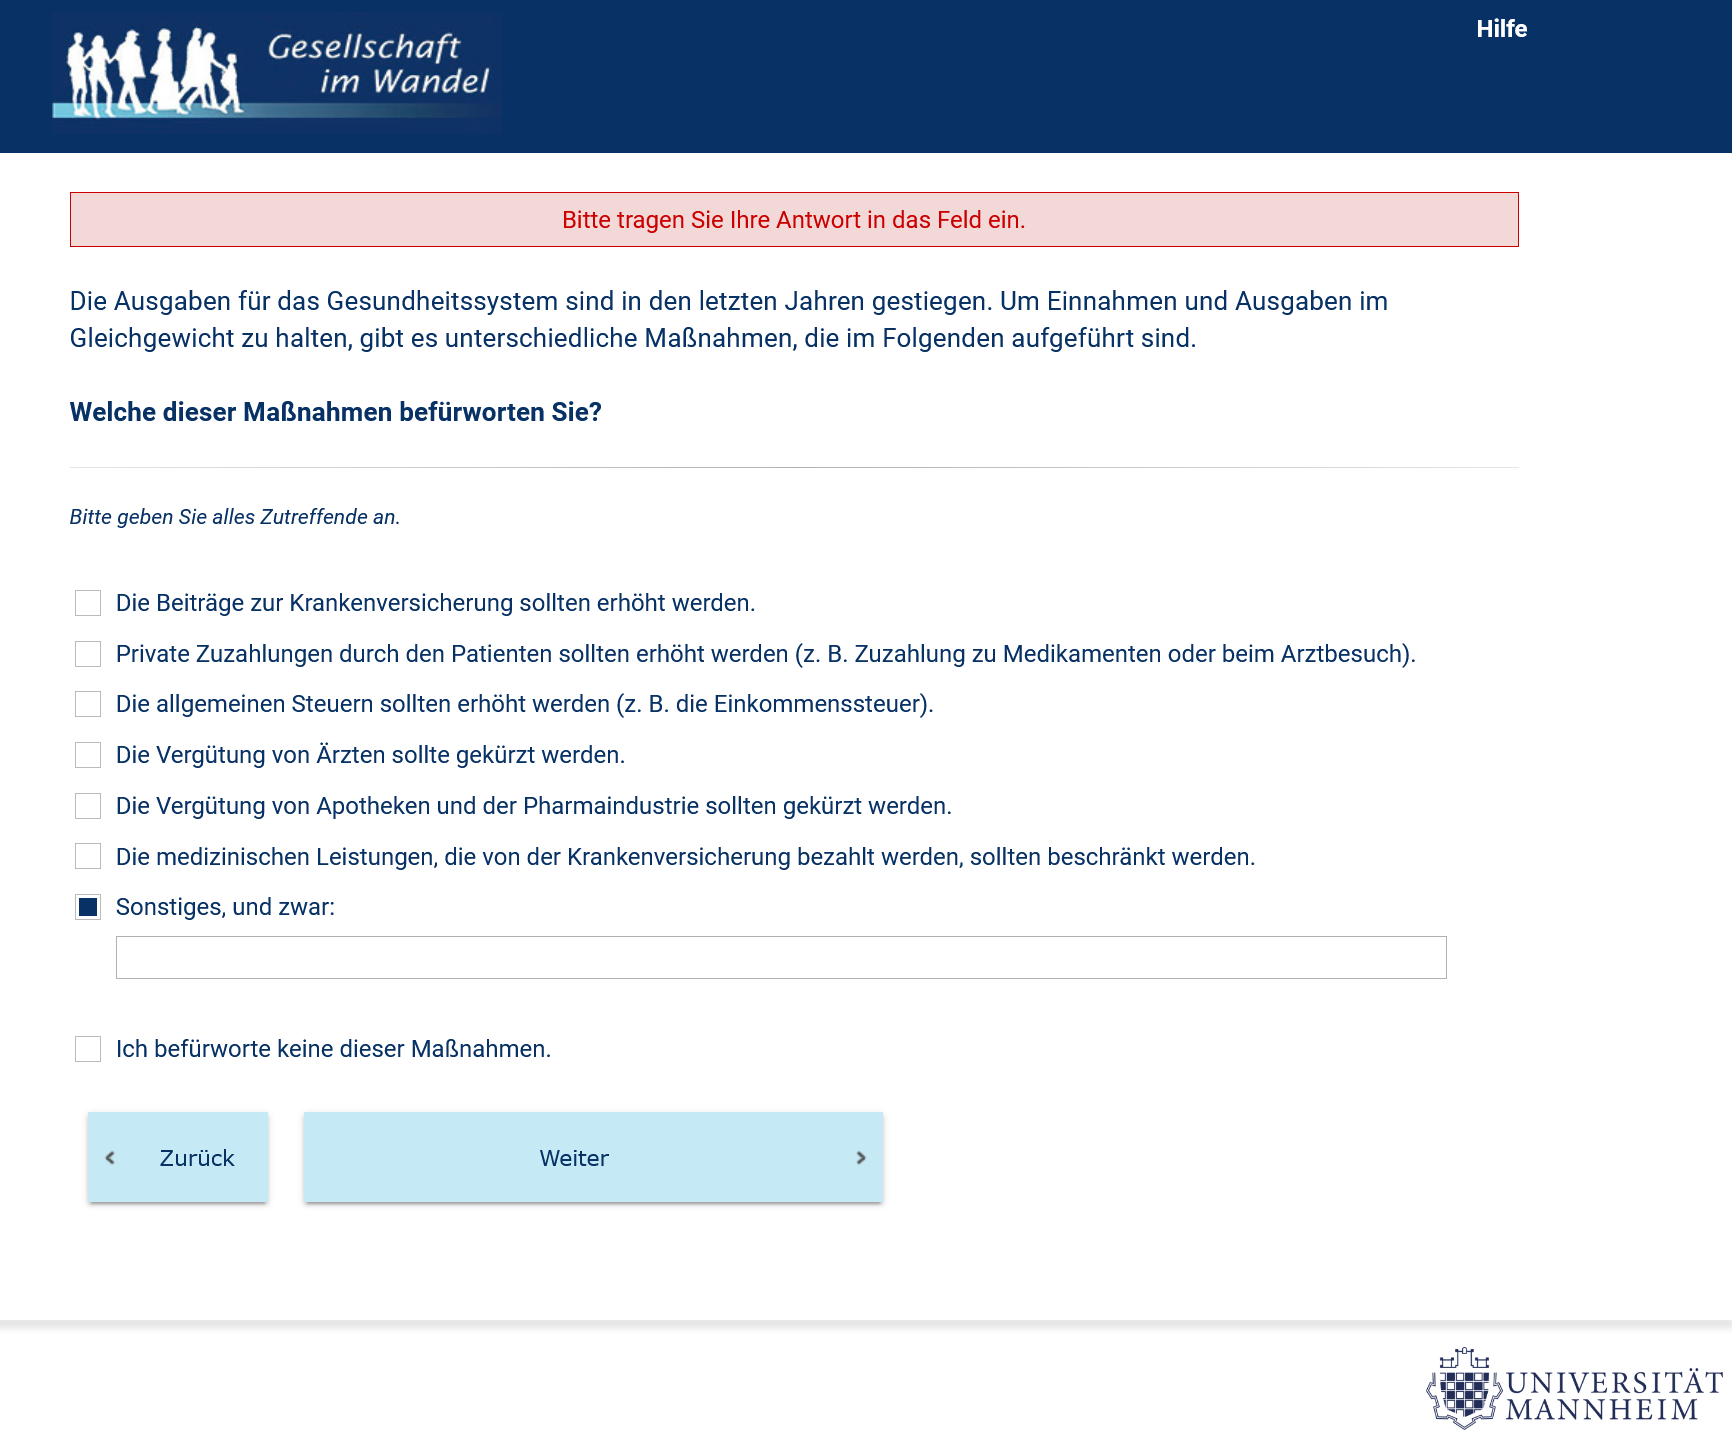 Gesellschaft
im Wandel
Hilfe
Bitte tragen Sie Ihre Antwort in das Feld ein.
Die Ausgaben für das Gesundheitssystem sind in den letzten Jahren gestiegen. Um Einnahmen und Ausgaben im
Gleichgewicht zu halten, gibt es unterschiedliche Maßnahmen, die im Folgenden aufgeführt sind.
Welche dieser Maßnahmen befürworten Sie?
Bitte geben Sie alles Zutreffende an.
Die Beiträge zur Krankenversicherung sollten erhöht werden.
Private Zuzahlungen durch den Patienten sollten erhöht werden (z. B. Zuzahlung zu Medikamenten oder beim Arztbesuch).
Die allgemeinen Steuern sollten erhöht werden (z. B. die Einkommenssteuer).
Die Vergütung von Ärzten sollte gekürzt werden.
Die Vergütung von Apotheken und der Pharmaindustrie sollten gekürzt werden.
Die medizinischen Leistungen, die von der Krankenversicherung bezahlt werden, sollten beschränkt werden.
Sonstiges, und zwar:
Ich befürworte keine dieser Maßnahmen.
Zurück
Weiter
UNIVERSITÄT
MANNHEIM